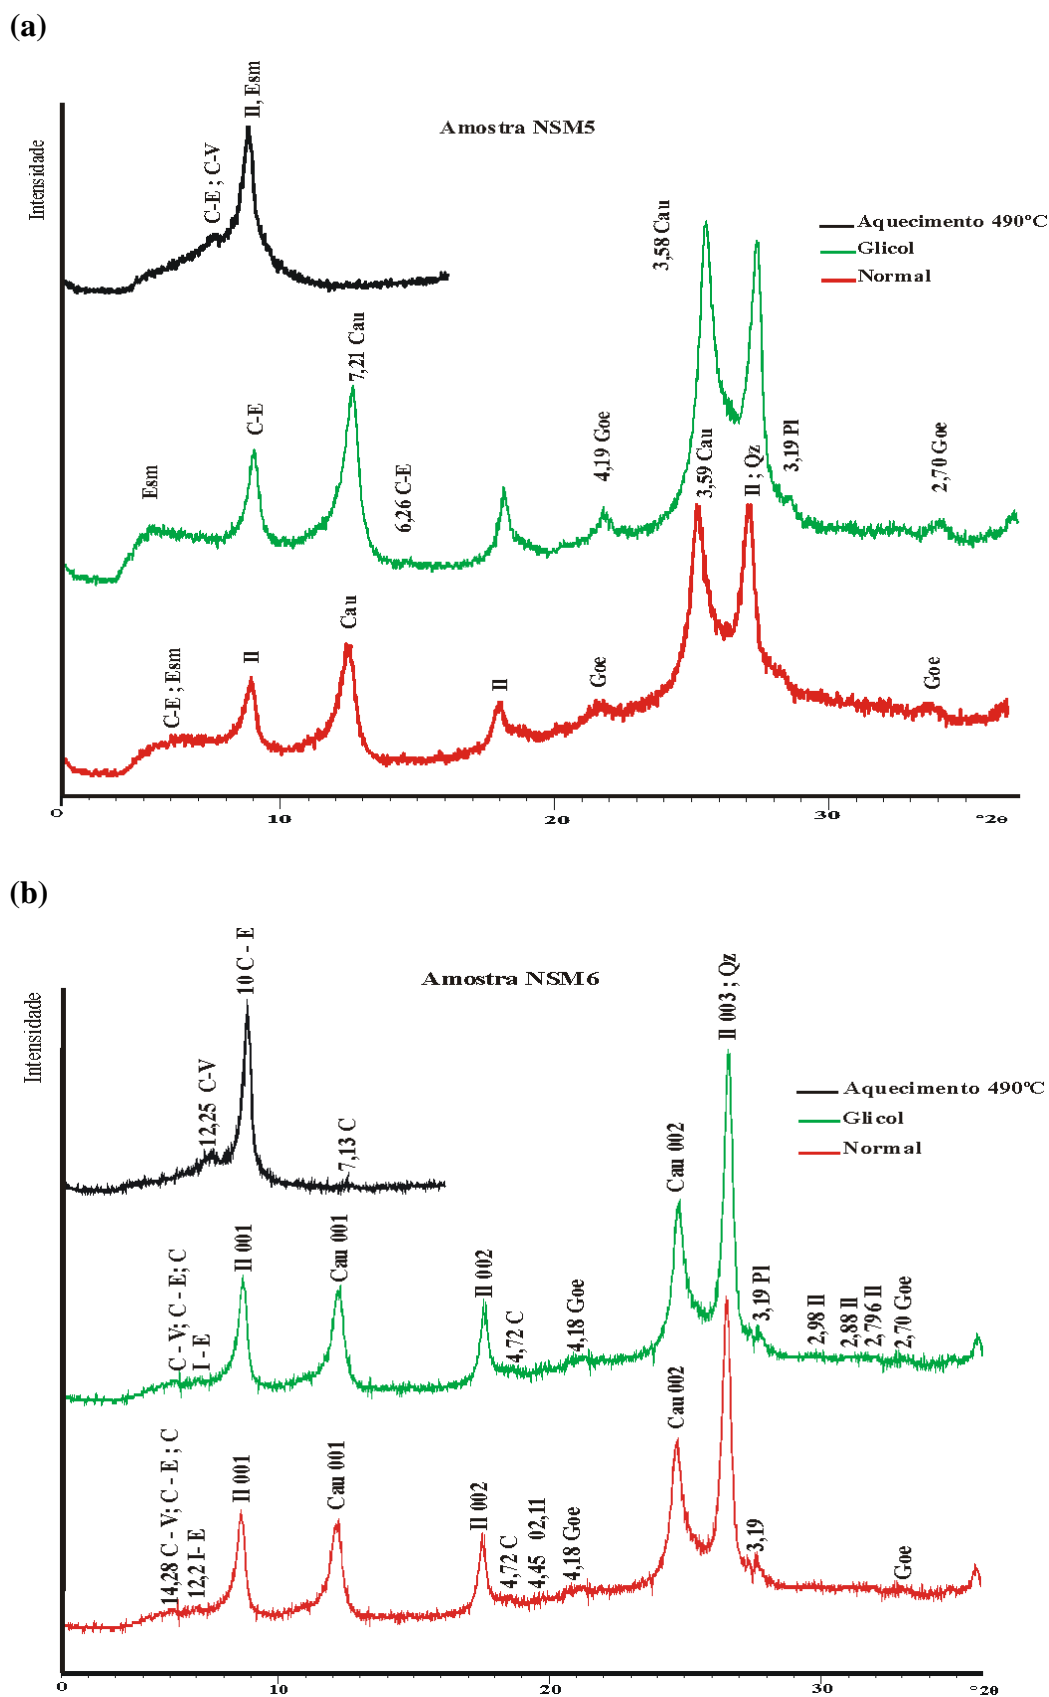 (a)
Amostra NSM5
Intensidade
Aquecimento 490°C
Glicol
Normal
C-E ; C-V
Il, Esm
Esm
C-E
7,21 Cau
6,26 C-E
4,19 Goe
3,58 Cau
3,19 Pl
2,70 Goe
C-E ; Esm
Il
Cau
Il
Goe
3,59 Cau
Il ; Qz
Goe
0
10
20
30
°2θ
(b)
Amostra NSM6
Intensidade
Aquecimento 490°C
Glicol
Normal
12,25 C-V
10 C - E
7,13 C
C - V; C - E; C
I - E
Il 001
Cau 001
Il 002
4,72 C
4,18 Goe
Cau 002
Il 003 ; Qz
3,19 Pl
2,98 Il
2,88 Il
2,796 Il
2,70 Goe
14,28 C - V; C - E ; C
12,2 I- E
Il 001
Cau 001
Il 002
4,72 C
4,45 02,11
4,18 Goe
Cau 002
3,19
Goe
0
10
20
30
°2θ